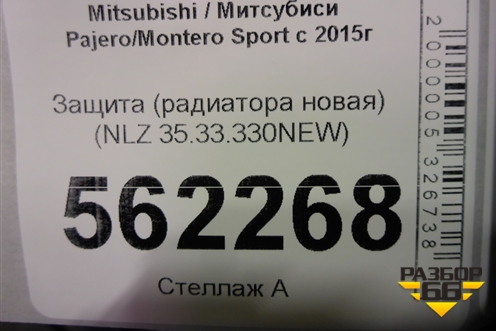 Mitsubishi / Митсубиси
Pajero/Montero Sport с 2015г
Защита (радиатора новая)
(NLZ 35.33.330NEW)
562268
Стеллаж А
2000005326738
РАЗБОР
66